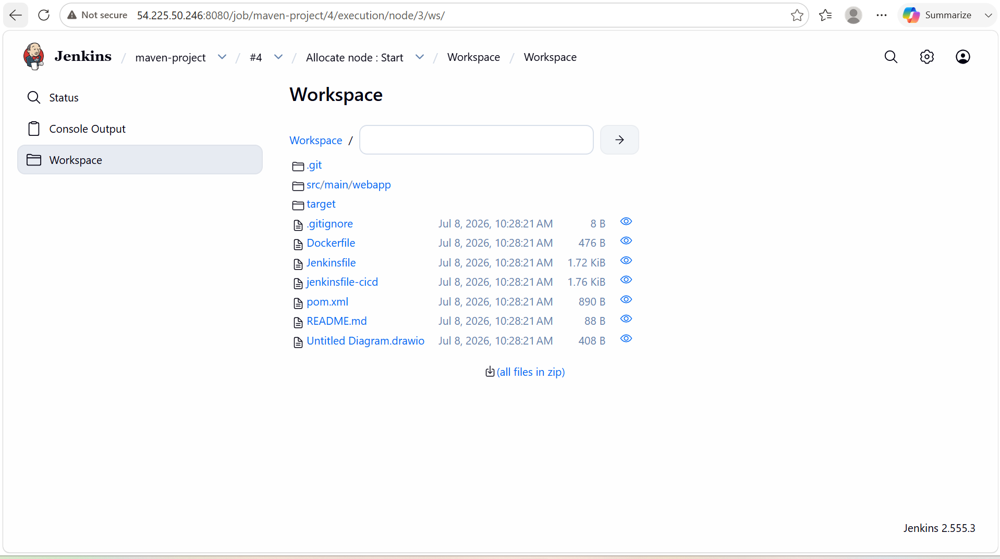 Not secure 54.225.50.246:8080/job/maven-project/4/execution/node/3/ws/ Summarize
Jenkins / maven-project / #4 / Allocate node : Start / Workspace / Workspace
Status
Console Output
Workspace
Workspace
Workspace /
.git
src/main/webapp
target
.gitignore Jul 8, 2026, 10:28:21 AM 8 B
Dockerfile Jul 8, 2026, 10:28:21 AM 476 B
Jenkinsfile Jul 8, 2026, 10:28:21 AM 1.72 KiB
jenkinsfile-cicd Jul 8, 2026, 10:28:21 AM 1.76 KiB
pom.xml Jul 8, 2026, 10:28:21 AM 890 B
README.md Jul 8, 2026, 10:28:21 AM 88 B
Untitled Diagram.drawio Jul 8, 2026, 10:28:21 AM 408 B
(all files in zip)
Jenkins 2.555.3